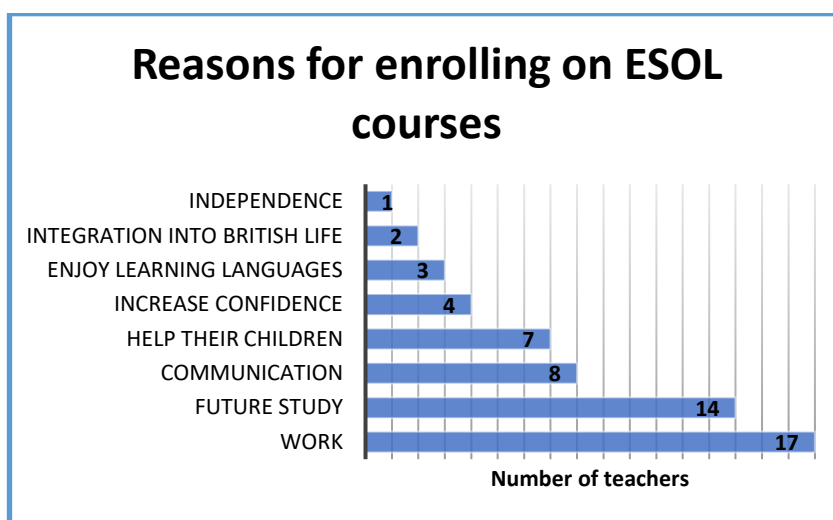 Reasons for enrolling on ESOL
courses
INDEPENDENCE 1
INTEGRATION INTO BRITISH LIFE 2
ENJOY LEARNING LANGUAGES 3
INCREASE CONFIDENCE 4
HELP THEIR CHILDREN 7
COMMUNICATION 8
FUTURE STUDY 14
WORK 17
Number of teachers